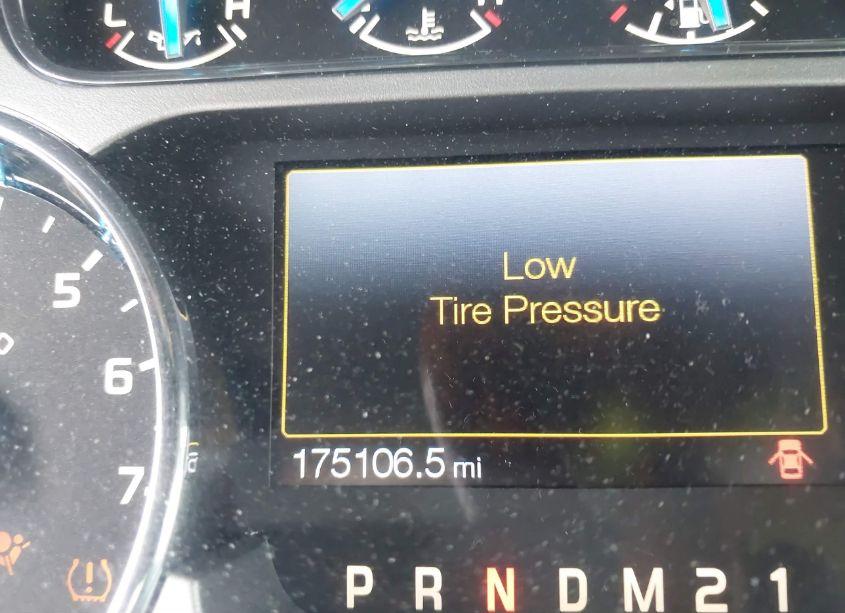 L H H
5
6
7
Low
Tire Pressure
175106.5 mi
P R N D M 2 1